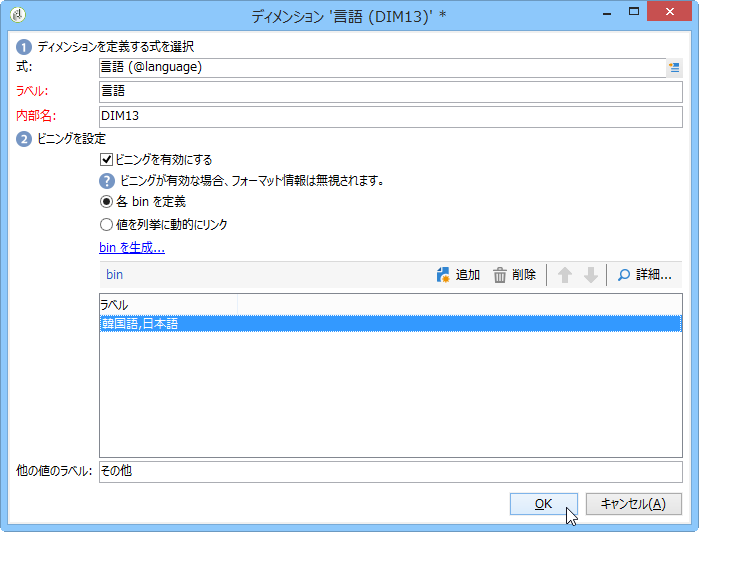 ディメンション '言語 (DIM13)' *
1 ディメンションを定義する式を選択
式: 言語 (@language)
ラベル: 言語
内部名: DIM13
2 ビニングを設定
ビニングを有効にする
? ビニングが有効な場合、フォーマット情報は無視されます。
各 bin を定義
値を列挙に動的にリンク
bin を生成...
bin 追加 削除 詳細...
ラベル
韓国語,日本語
他の値のラベル: その他
OK キャンセル(A)